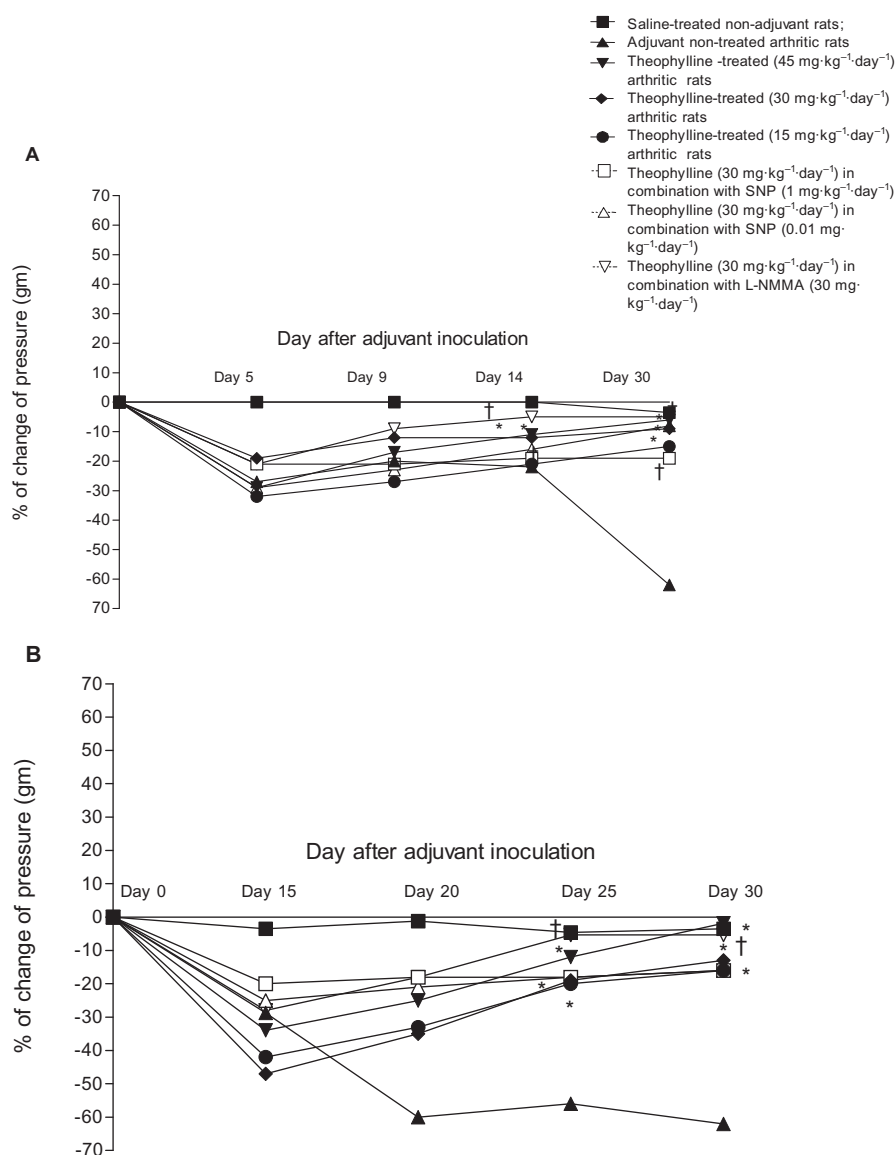 Saline-treated non-adjuvant rats;
Adjuvant non-treated arthritic rats
Theophylline -treated (45 mg·kg⁻¹·day⁻¹)
arthritic rats
Theophylline-treated (30 mg·kg⁻¹·day⁻¹)
arthritic rats
Theophylline-treated (15 mg·kg⁻¹·day⁻¹)
arthritic rats
Theophylline (30 mg·kg⁻¹·day⁻¹) in
combination with SNP (1 mg·kg⁻¹·day⁻¹)
Theophylline (30 mg·kg⁻¹·day⁻¹) in
combination with SNP (0.01 mg·
kg⁻¹·day⁻¹)
Theophylline (30 mg·kg⁻¹·day⁻¹) in
combination with L-NMMA (30 mg·
kg⁻¹·day⁻¹)
A
% of change of pressure (gm)
70
60
50
40
30
20
10
0
-10
-20
-30
-40
-50
-60
70
Day after adjuvant inoculation
Day 5 Day 9 Day 14 Day 30
†
* *
†
*
*
*
†
B
% of change of pressure (gm)
70
60
50
40
30
20
10
0
-10
-20
-30
-40
-50
-60
-70
Day after adjuvant inoculation
Day 0 Day 15 Day 20 Day 25 Day 30
† *
* * †
* *
*